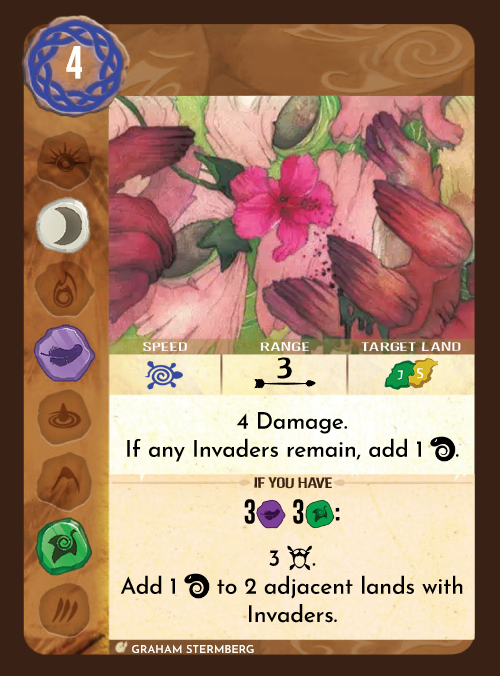 4
SPEED
RANGE
TARGET LAND
3
J S
4 Damage.
If any Invaders remain, add 1 .
IF YOU HAVE
3 3 :
3 .
Add 1 to 2 adjacent lands with
Invaders.
GRAHAM STERMBERG